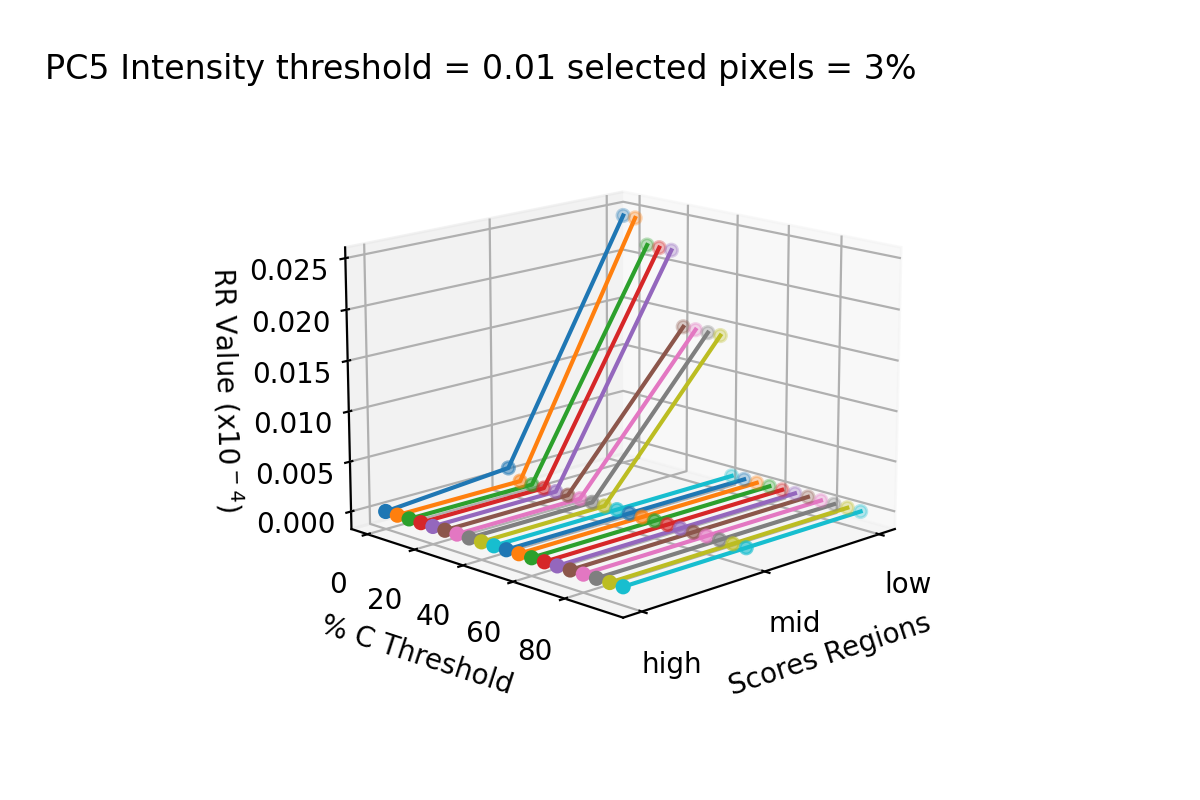 PC5 Intensity threshold = 0.01 selected pixels = 3%
0.025
0.020
0.015
0.010
0.005
0.000
RR Value (x10⁻⁴)
0
20
40
60
80
% C Threshold
high
mid
low
Scores Regions